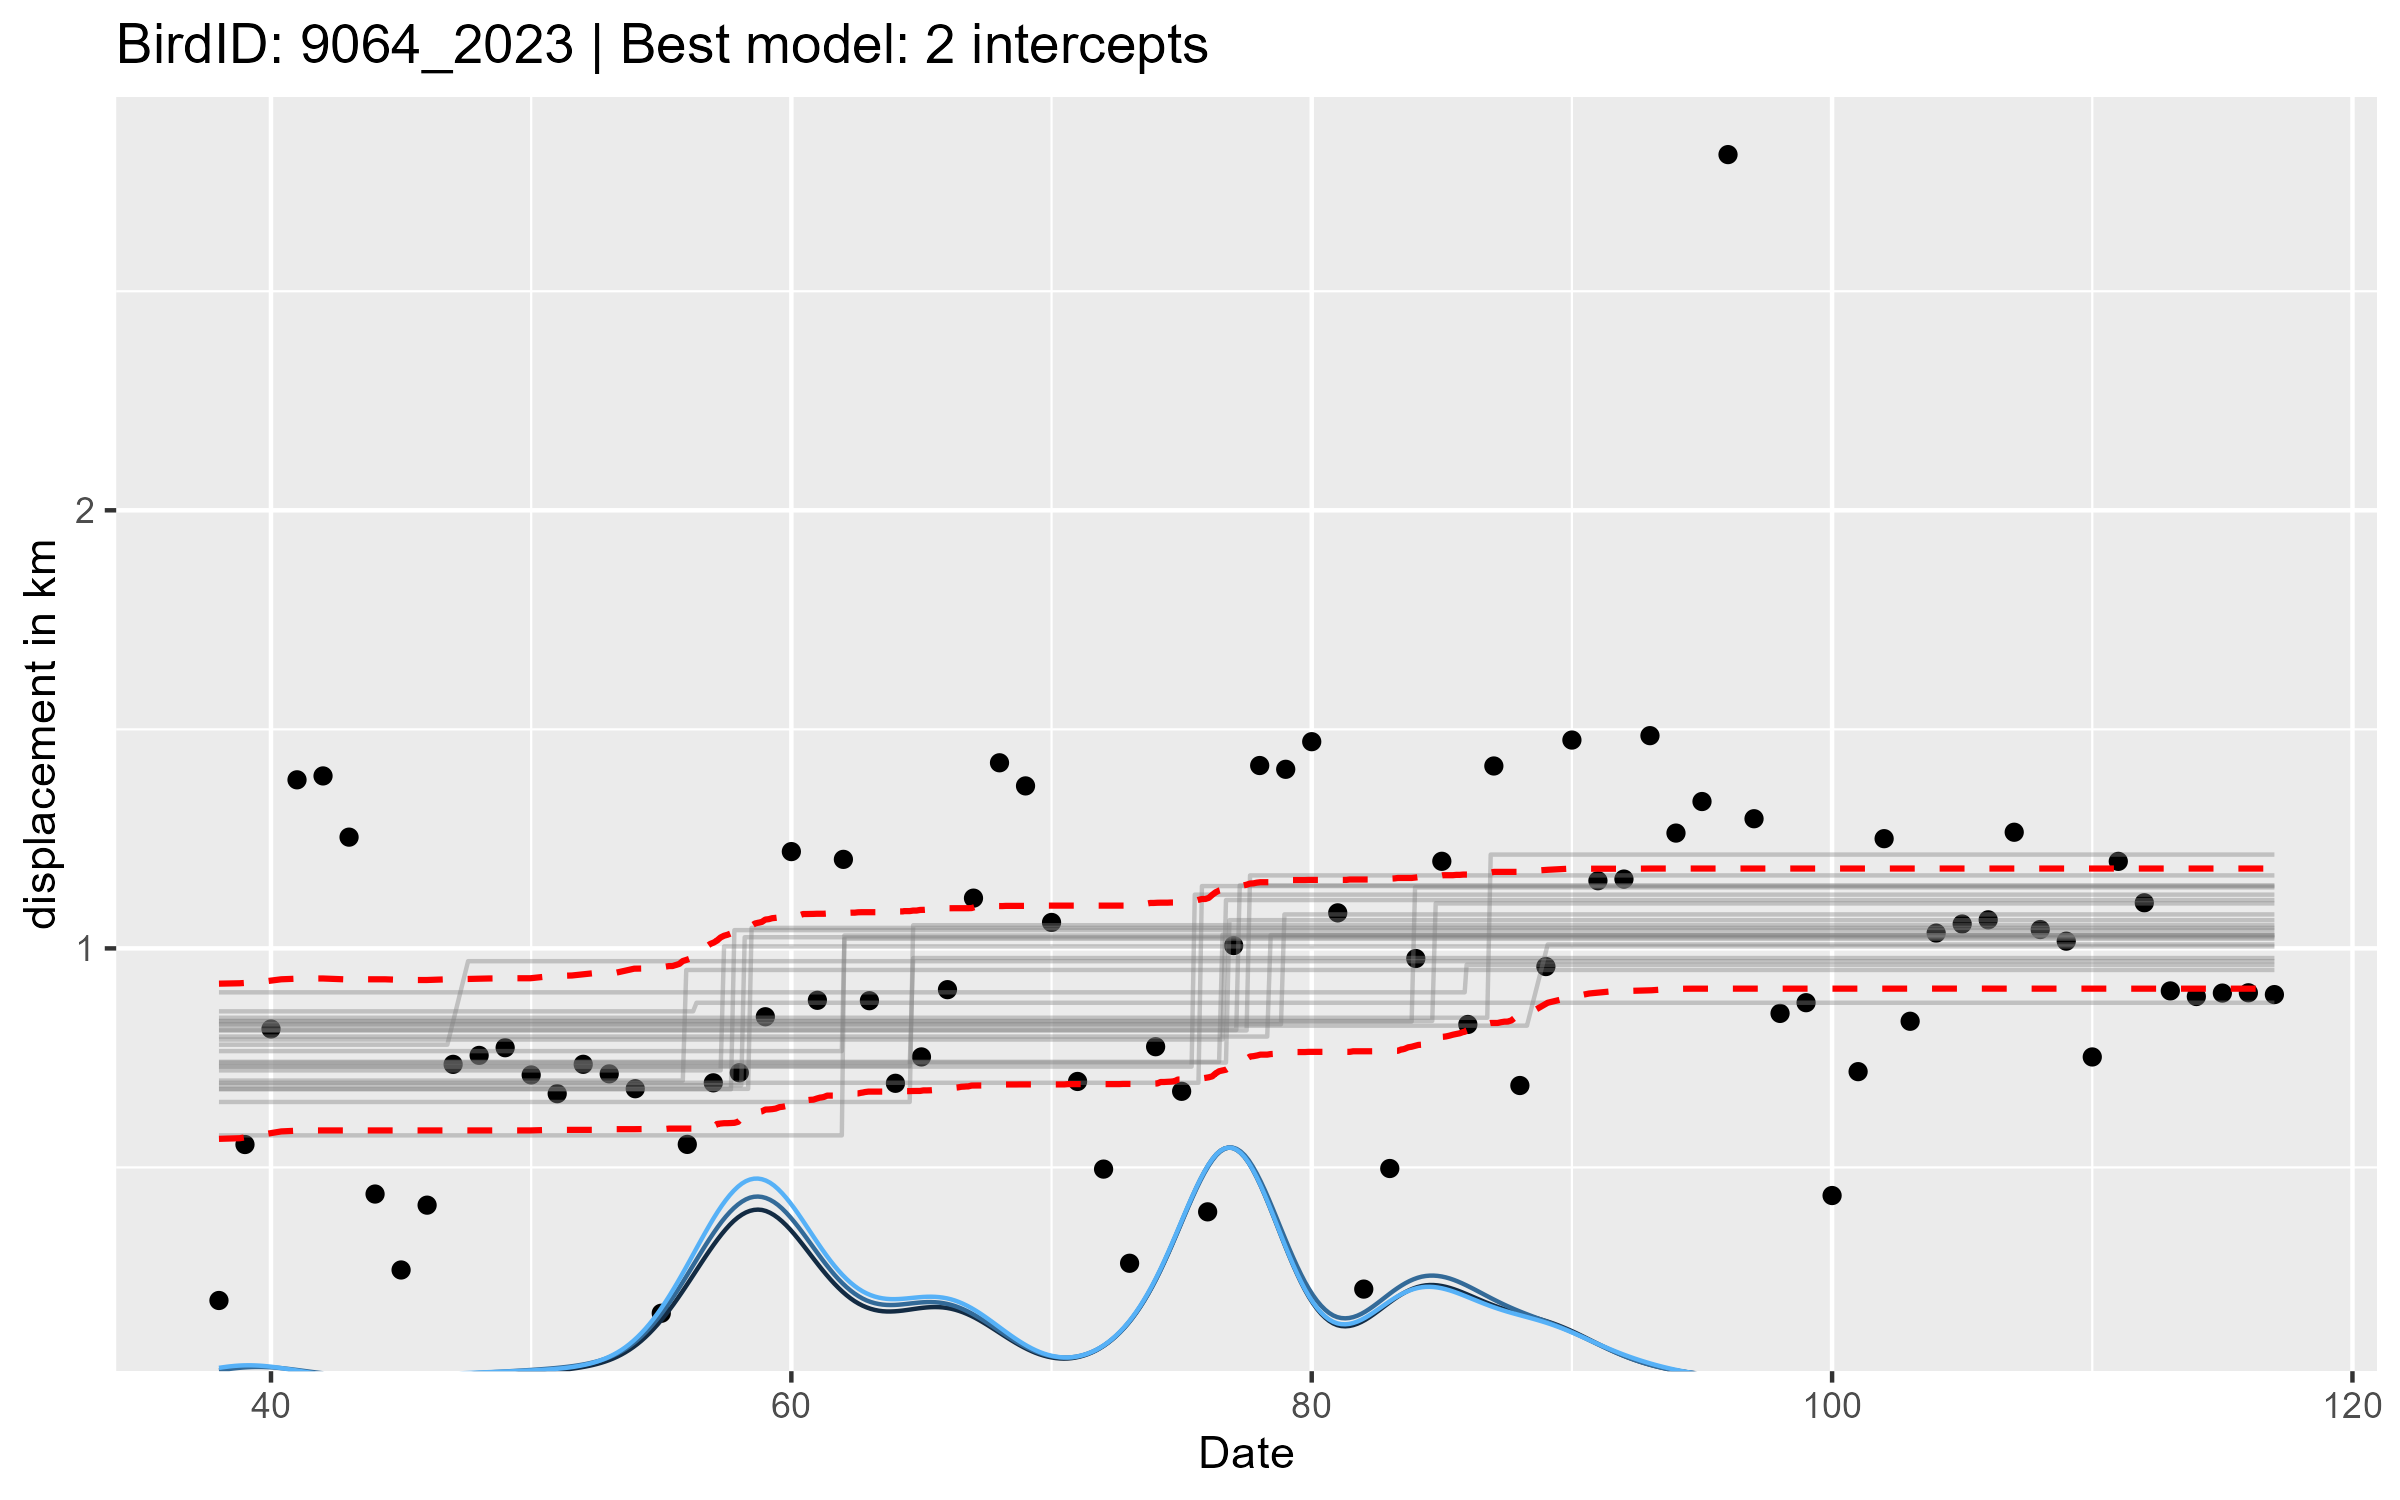 BirdID: 9064_2023 | Best model: 2 intercepts
displacement in km
2
1
40 60 80 100 120
Date